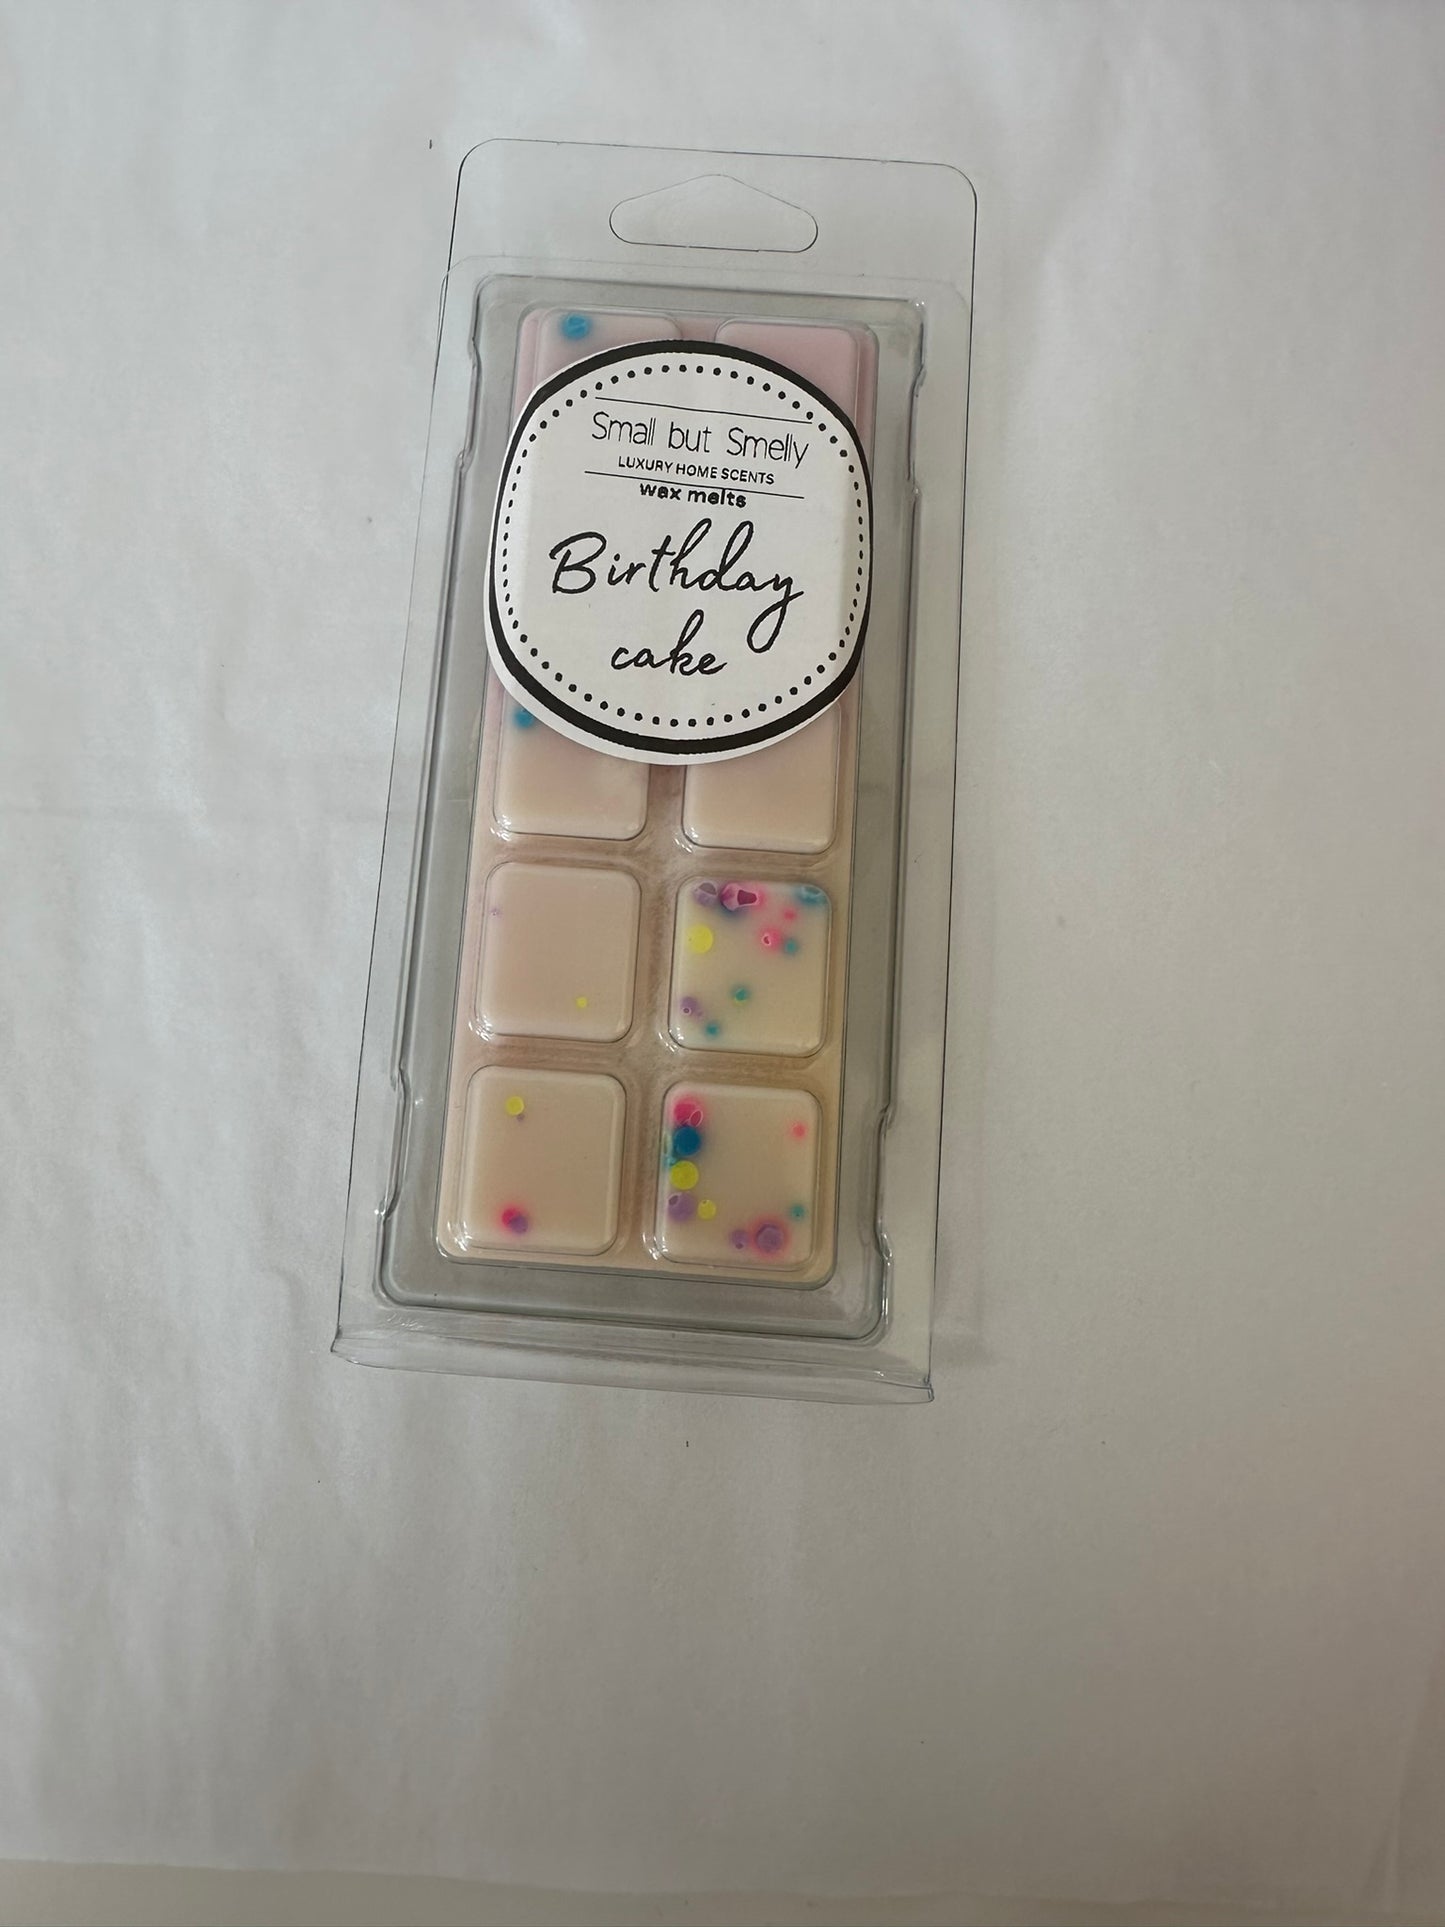 Small but Smelly
LUXURY HOME SCENTS
wax melts
Birthday
cake